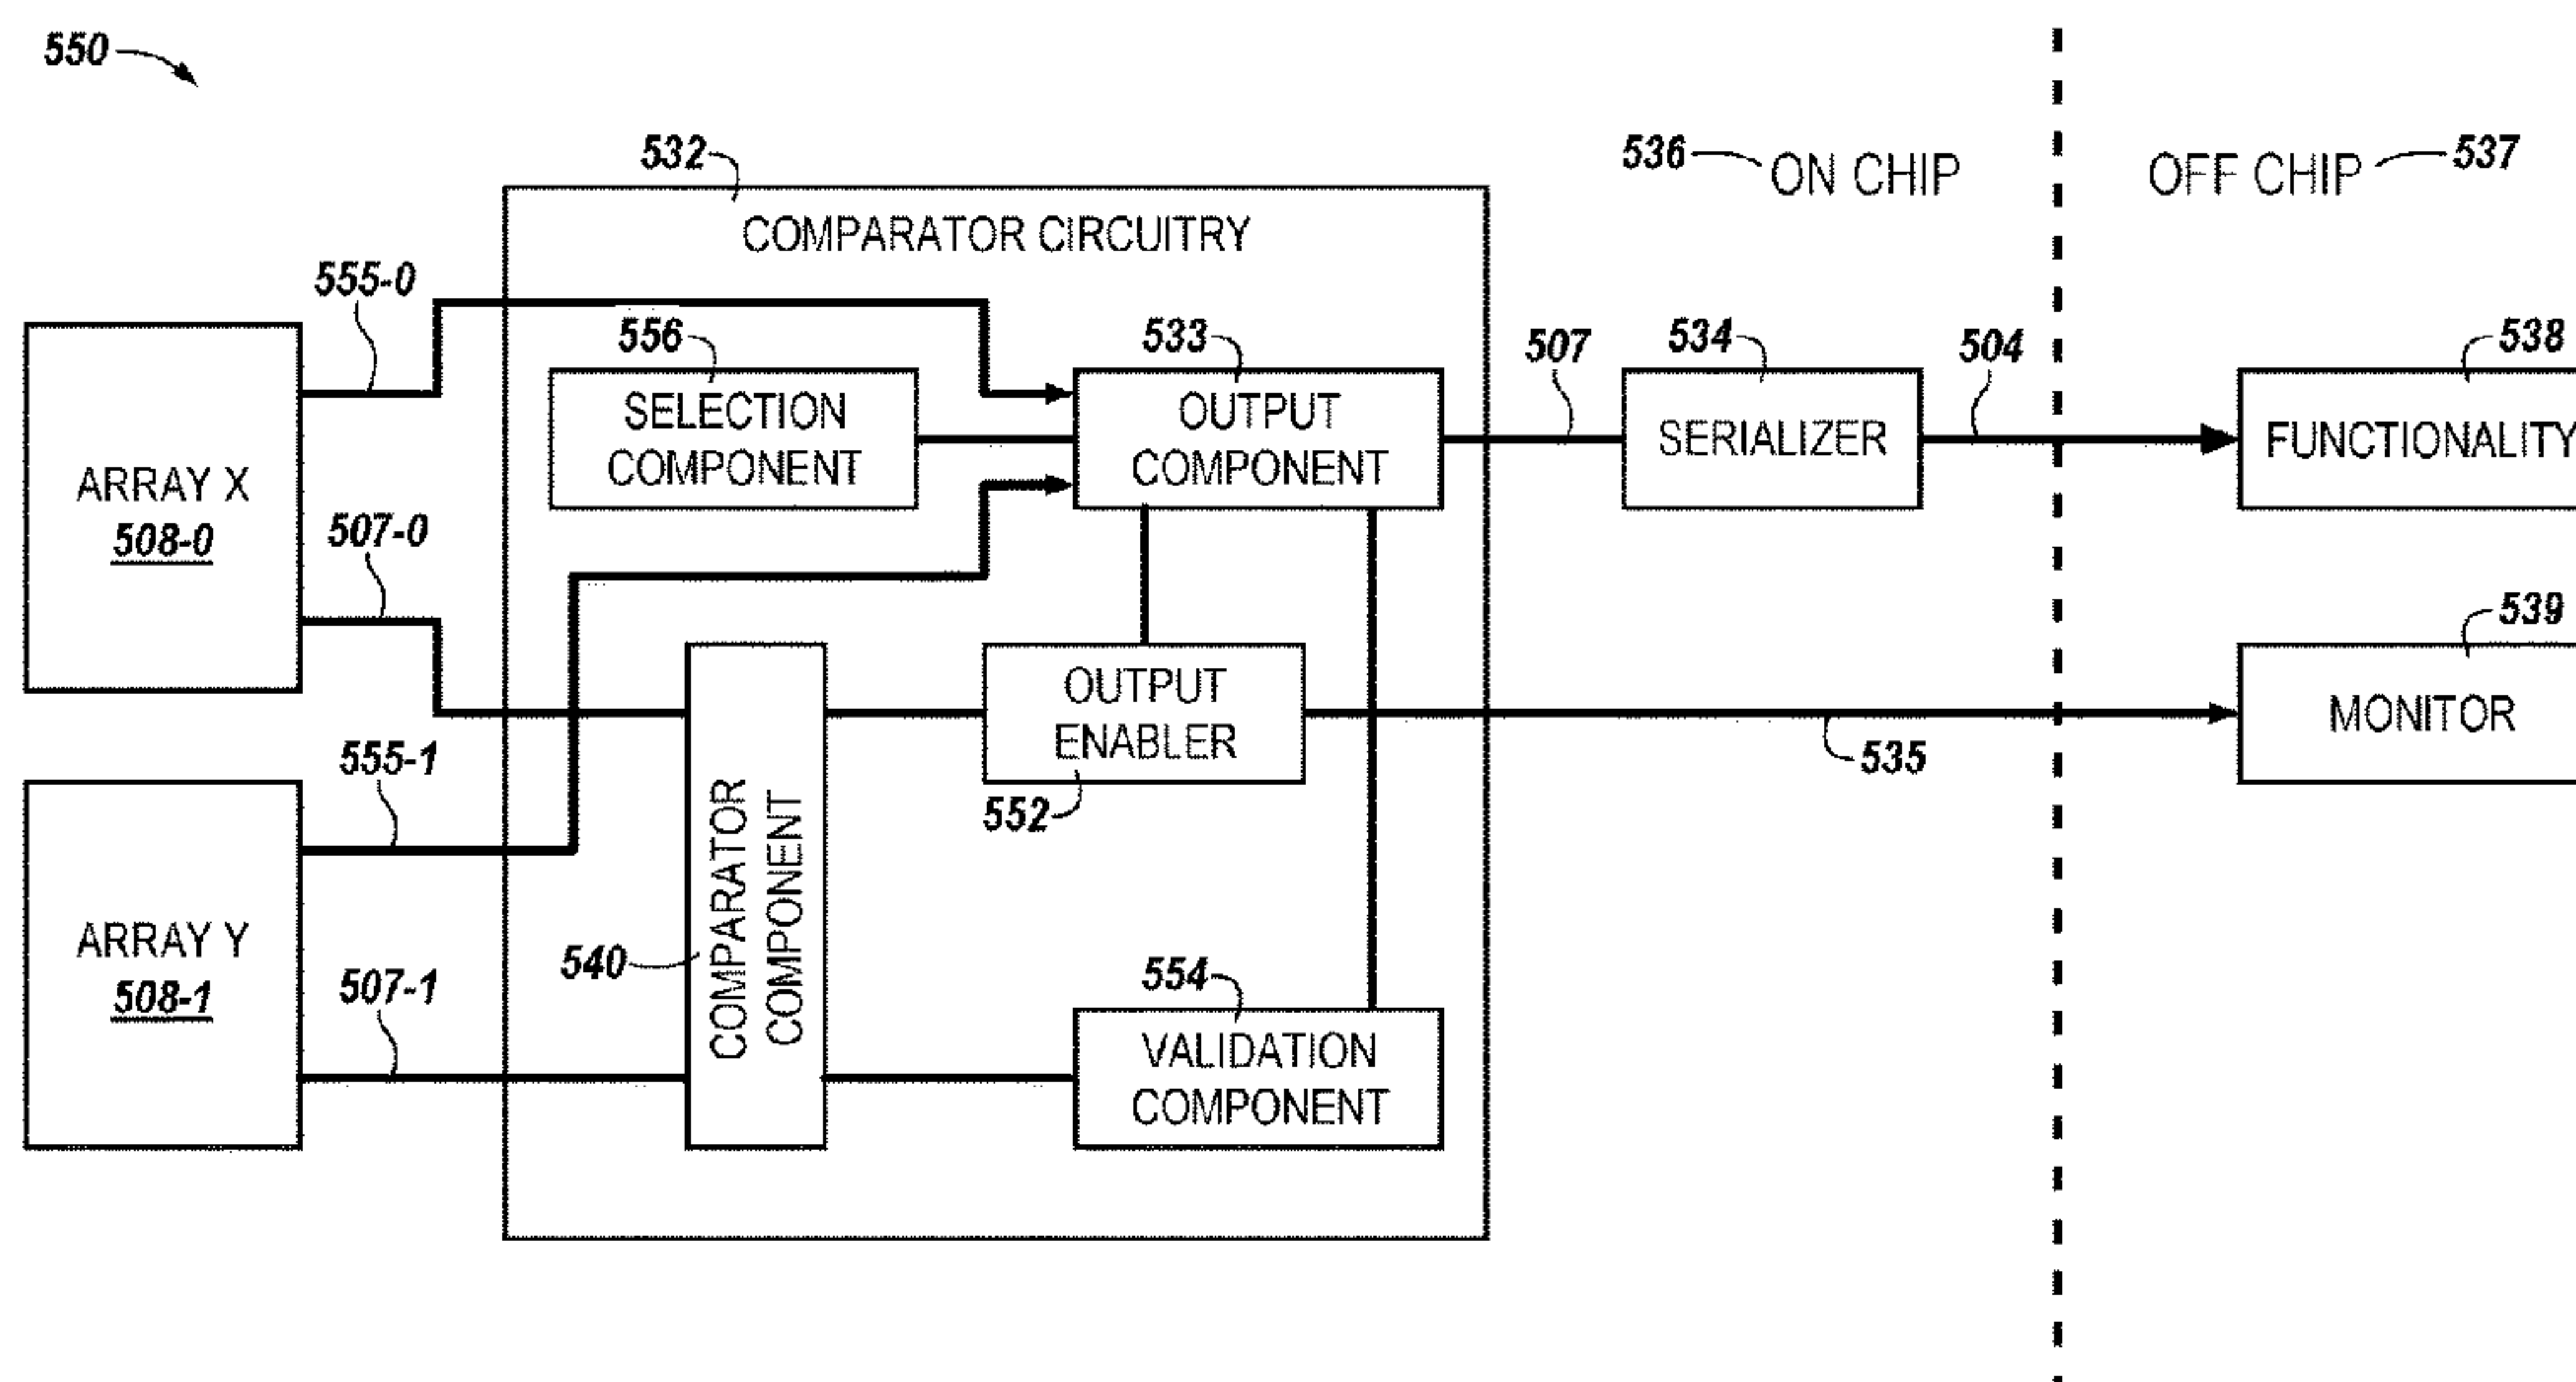 550
532
536
ON CHIP
OFF CHIP
537
COMPARATOR CIRCUITRY
555-0
556
533
507
534
504
538
SELECTION
COMPONENT
OUTPUT
COMPONENT
SERIALIZER
FUNCTIONALITY
ARRAY X
508-0
507-0
539
OUTPUT
ENABLER
552
MONITOR
535
555-1
COMPARATOR
COMPONENT
540
ARRAY Y
508-1
507-1
554
VALIDATION
COMPONENT